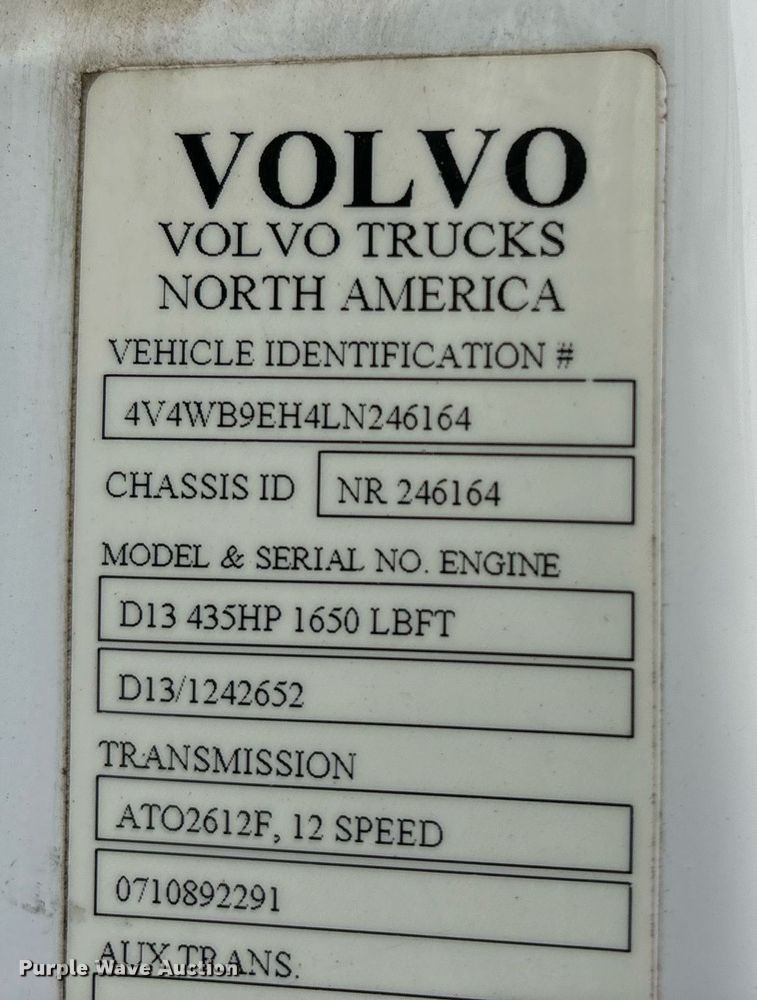 VOLVO
VOLVO TRUCKS
NORTH AMERICA
VEHICLE IDENTIFICATION #
4V4WB9EH4LN246164
CHASSIS ID NR 246164
MODEL & SERIAL NO. ENGINE
D13 435HP 1650 LBFT
D13/1242652
TRANSMISSION
ATO2612F, 12 SPEED
0710892291
AUX TRANS.
Purple Wave Auction